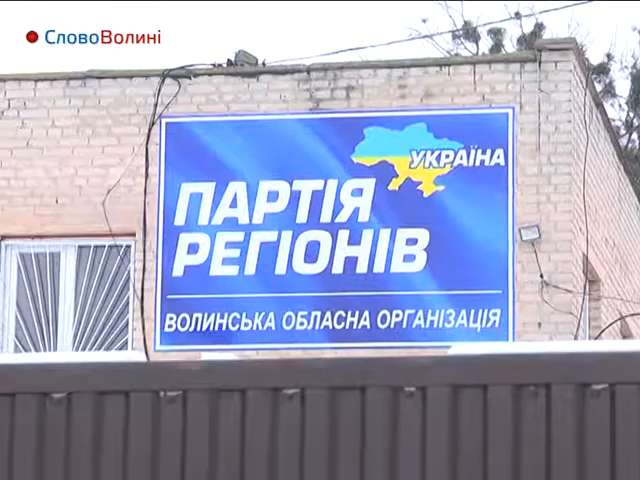 СловоВолині
УКРАЇНА
ПАРТІЯ
РЕГІОНІВ
ВОЛИНСЬКА ОБЛАСНА ОРГАНІЗАЦІЯ